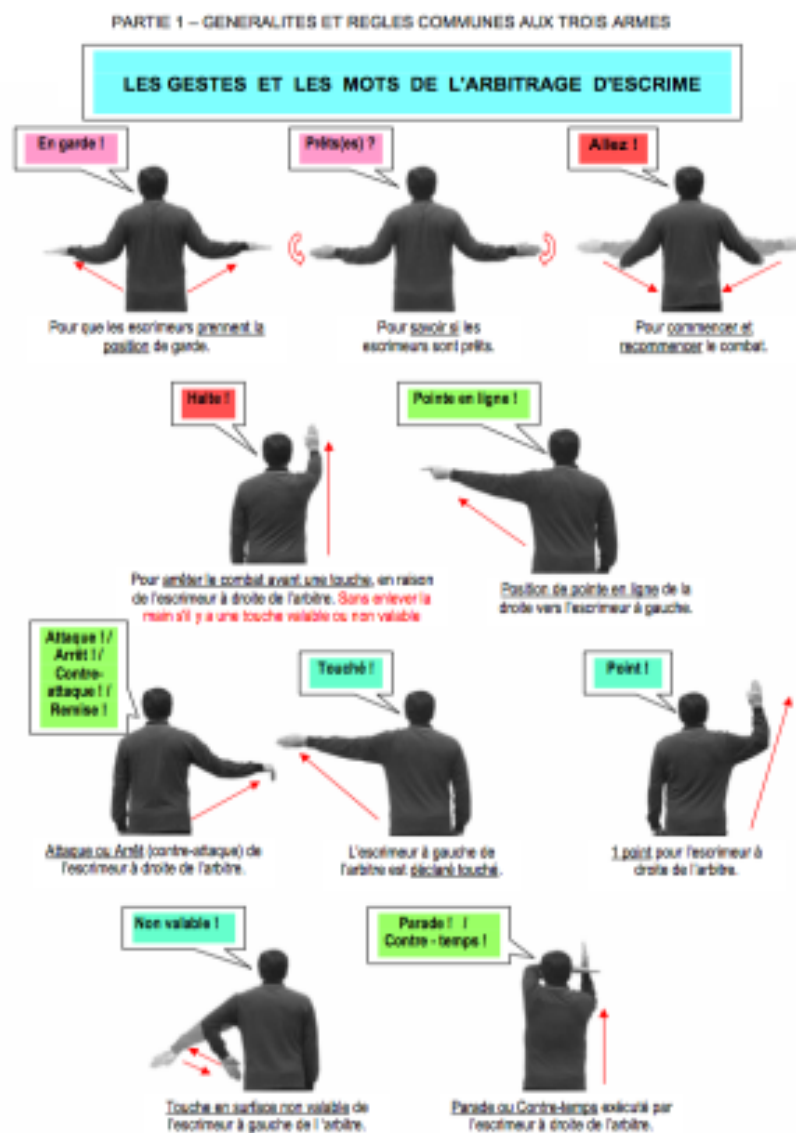 PARTIE 1 – GENERALITES ET REGLES COMMUNES AUX TROIS ARMES
LES GESTES ET LES MOTS DE L'ARBITRAGE D'ESCRIME
En garde !
Prêts(es) ?
Allez !
Pour que les escrimeurs prennent la
position de garde.
Pour savoir si les
escrimeurs sont prêts.
Pour commencer et
recommencer le combat.
Halte !
Pointe en ligne !
Pour arrêter le combat avant une touche, en raison
de l'escrimeur à droite de l'arbitre. Sans enlever la
main s'il y a une touche valable ou non valable
Position de pointe en ligne de la
droite vers l'escrimeur à gauche.
Attaque ! /
Arrêt ! /
Contre-
attaque ! /
Remise !
Touché !
Point !
Attaque ou Arrêt (contre-attaque) de
l'escrimeur à droite de l'arbitre.
L'escrimeur à gauche de
l'arbitre est déclaré touché.
1 point pour l'escrimeur à
droite de l'arbitre.
Non valable !
Parade ! /
Contre - temps !
Touche en surface non valable de
l'escrimeur à gauche de l 'arbitre.
Parade ou Contre-temps exécuté par
l'escrimeur à droite de l'arbitre.